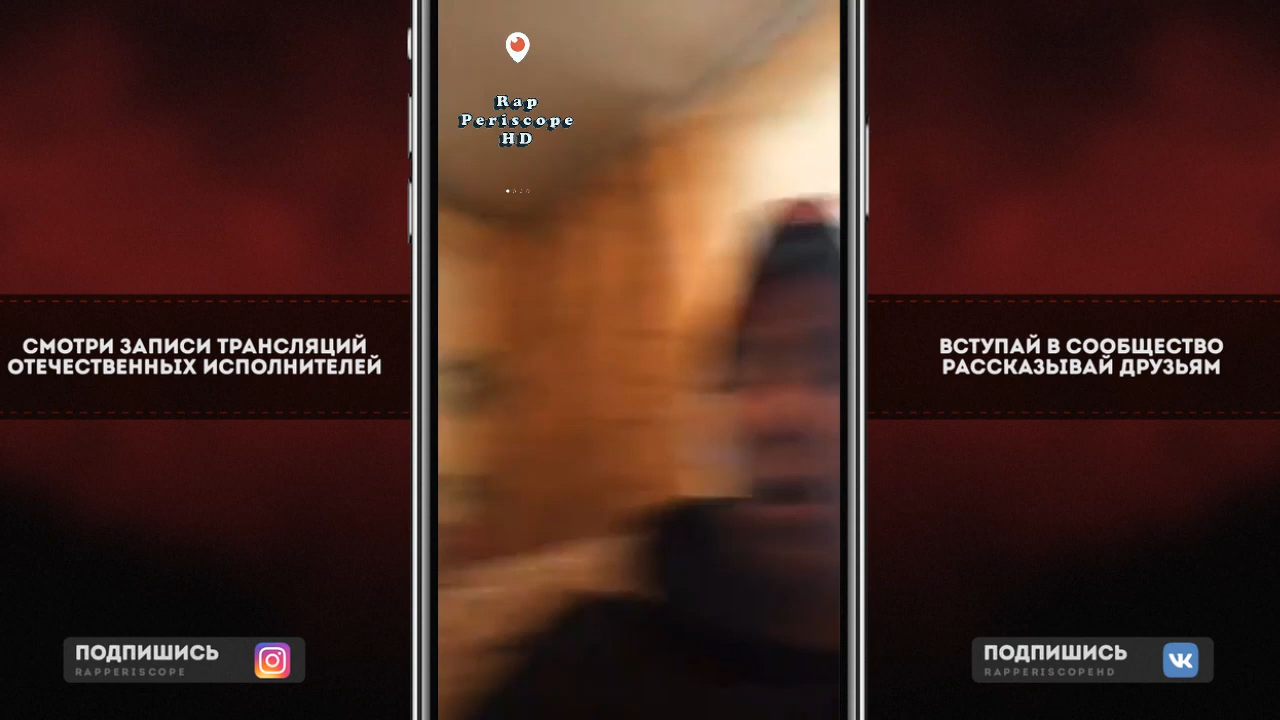 Rap
Periscope
HD
СМОТРИ ЗАПИСИ ТРАНСЛЯЦИЙ
ОТЕЧЕСТВЕННЫХ ИСПОЛНИТЕЛЕЙ
ВСТУПАЙ В СООБЩЕСТВО
РАССКАЗЫВАЙ ДРУЗЬЯМ
ПОДПИШИСЬ
RAPPERISCOPE
ПОДПИШИСЬ
RAPPERISCOPEHD